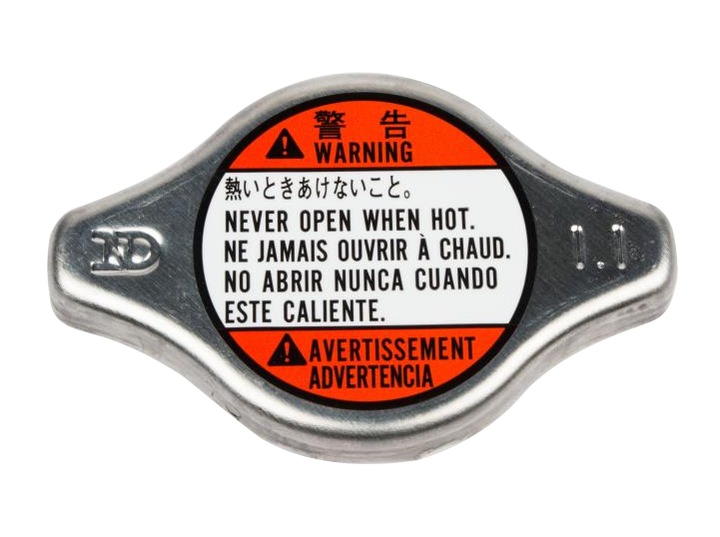 警 告
WARNING
熱いときあけないこと。
NEVER OPEN WHEN HOT.
NE JAMAIS OUVRIR À CHAUD.
NO ABRIR NUNCA CUANDO
ESTE CALIENTE.
AVERTISSEMENT
ADVERTENCIA
ND
1.1